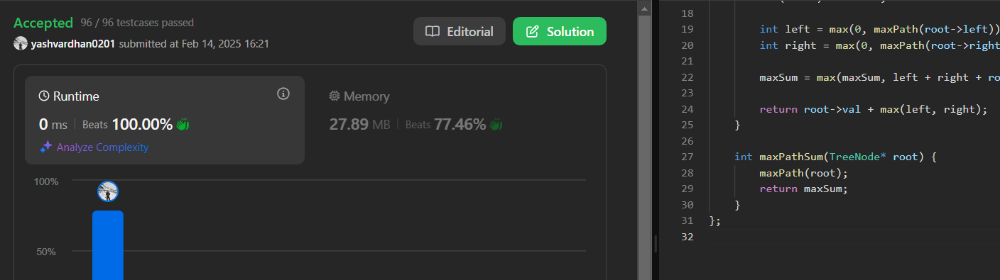 Accepted 96 / 96 testcases passed
yashvardhan0201 submitted at Feb 14, 2025 16:21
Editorial
Solution
Runtime
0 ms Beats 100.00%
Analyze Complexity
Memory
27.89 MB Beats 77.46%
100%
50%
18
19 int left = max(0, maxPath(root->left))
20 int right = max(0, maxPath(root->right
21
22 maxSum = max(maxSum, left + right + ro
23
24 return root->val + max(left, right);
25 }
26
27 int maxPathSum(TreeNode* root) {
28 maxPath(root);
29 return maxSum;
30 }
31 };
32